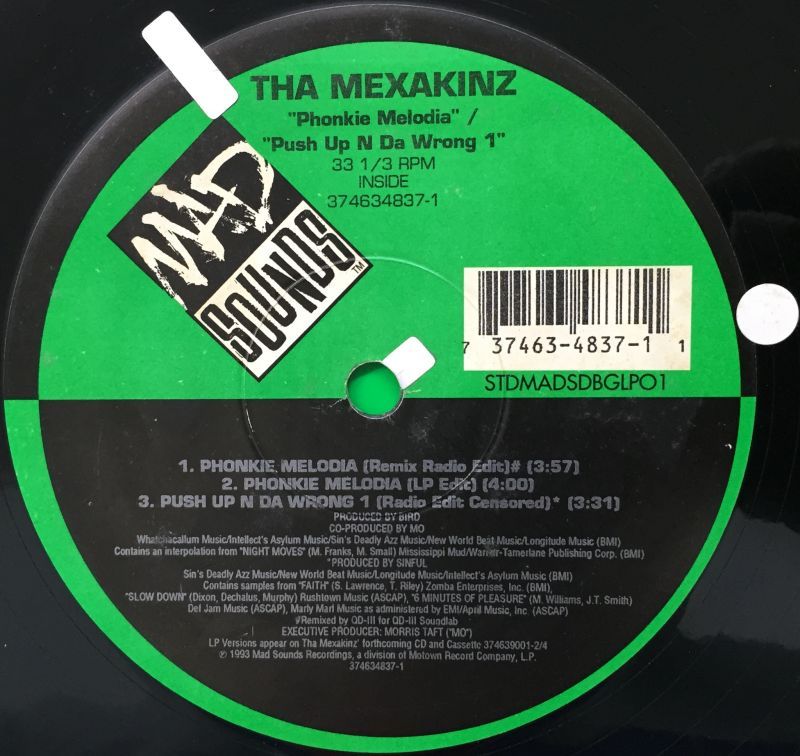 THA MEXAKINZ
"Phonkie Melodia" /
"Push Up N Da Wrong 1"
33 1/3 RPM
INSIDE
374634837-1
MAD
SOUNDS™
7 37463-4837-1 1
STDMADSDBGLPO1
1. PHONKIE MELODIA (Remix Radio Edit)# (3:57)
2. PHONKIE MELODIA (LP Edit) (4:00)
3. PUSH UP N DA WRONG 1 (Radio Edit Censored)* (3:31)
PRODUCED BY BIRD
CO-PRODUCED BY MO
Whatchacallum Music/Intellect's Asylum Music/Sin's Deadly Azz Music/New World Beat Music/Longitude Music (BMI)
Contains an interpolation from "NIGHT MOVES" (M. Franks, M. Small) Mississippi Mud/Warner-Tamerlane Publishing Corp. (BMI)
*PRODUCED BY SINFUL
Sin's Deadly Azz Music/New World Beat Music/Longitude Music/Intellect's Asylum Music (BMI)
Contains samples from "FAITH" (S. Lawrence, T. Riley) Zomba Enterprises, Inc. (BMI),
"SLOW DOWN" (Dixon, Dechalus, Murphy) Rushtown Music (ASCAP), "6 MINUTES OF PLEASURE" (M. Williams, J.T. Smith)
Def Jam Music (ASCAP), Marly Marl Music as administered by EMI/April Music, Inc. (ASCAP)
#Remixed by QD-III for QD-III Soundlab
EXECUTIVE PRODUCER: MORRIS TAFT ("MO")
LP Versions appear on Tha Mexakinz' forthcoming CD and Cassette 374639001-2/4
℗ 1993 Mad Sounds Recordings, a division of Motown Record Company, L.P.
374634837-1